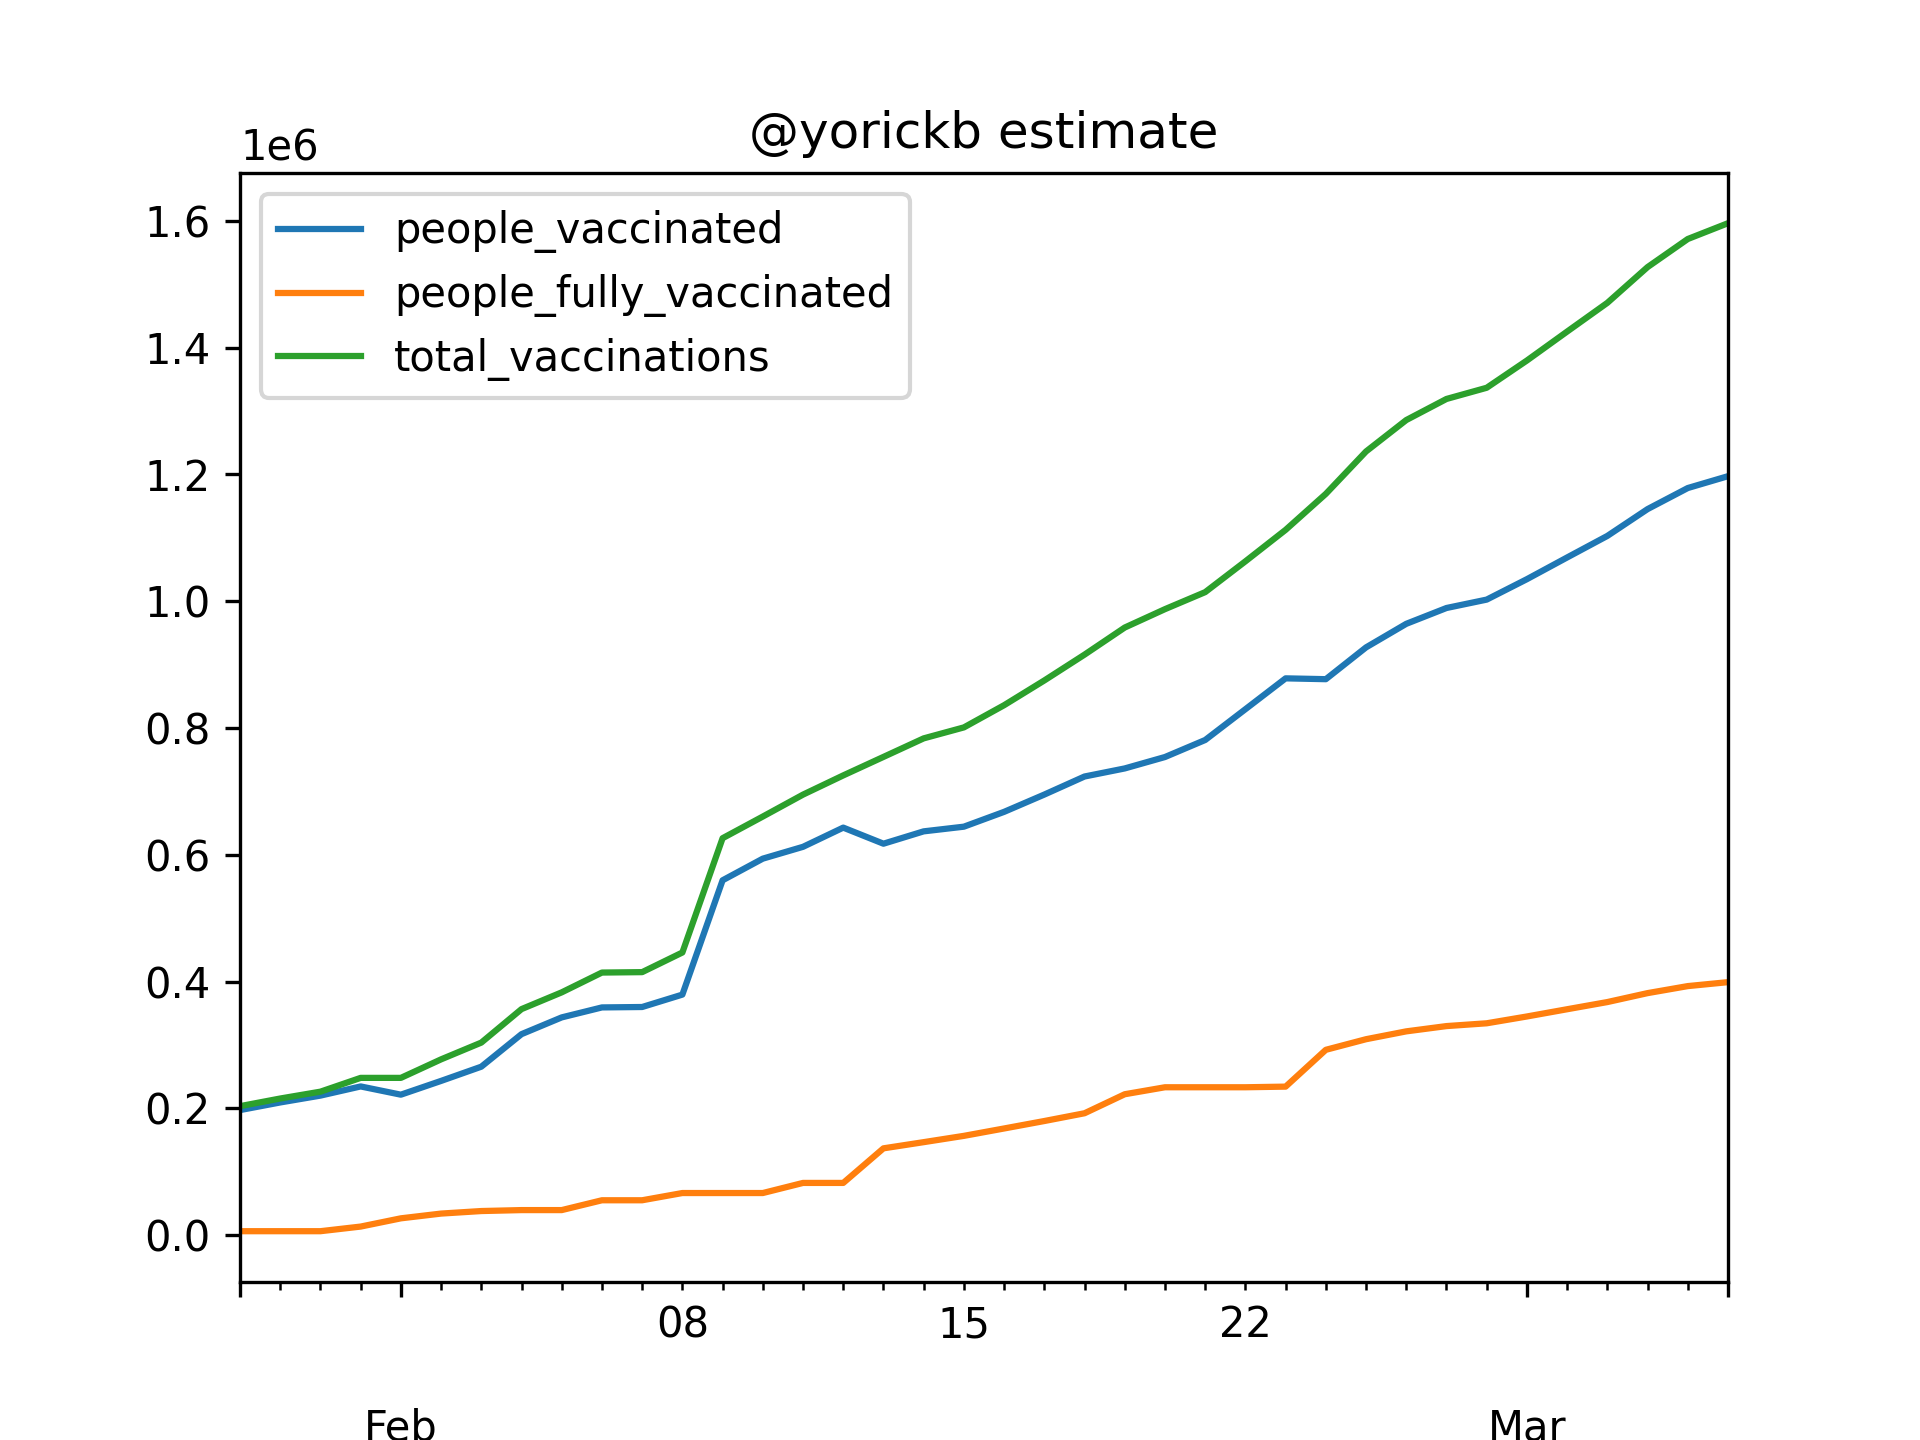 @yorickb estimate
1e6
people_vaccinated
people_fully_vaccinated
total_vaccinations
1.6
1.4
1.2
1.0
0.8
0.6
0.4
0.2
0.0
08 15 22
Feb Mar